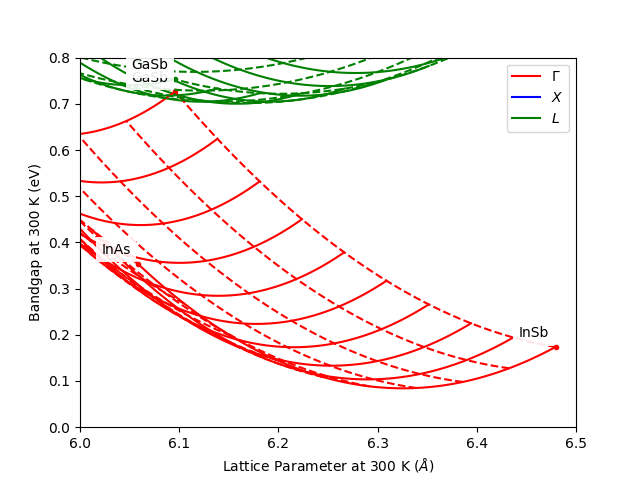 GaSb
GaSb
InAs
InSb
Γ
X
L
0.8
0.7
0.6
0.5
0.4
0.3
0.2
0.1
0.0
6.0
6.1
6.2
6.3
6.4
6.5
Bandgap at 300 K (eV)
Lattice Parameter at 300 K (Å)